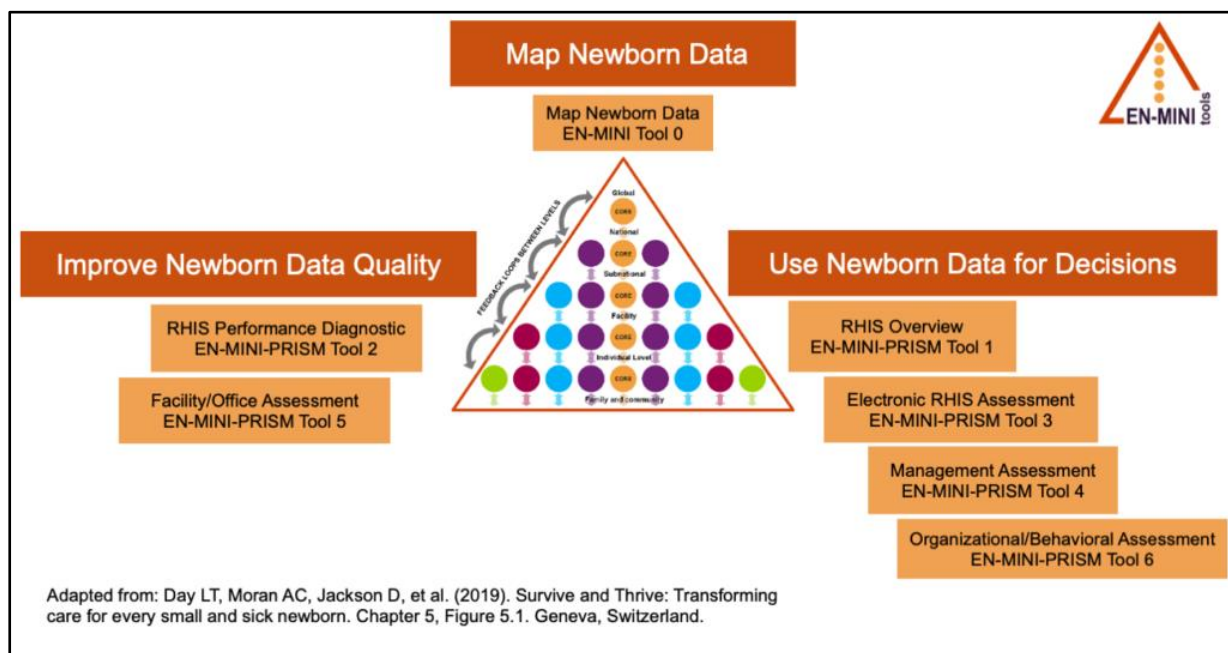 Map Newborn Data
EN-MINI
tools
Map Newborn Data
EN-MINI Tool 0
FEEDBACK LOOPS BETWEEN LEVELS
Global
CORE
National
CORE
Subnational
CORE
Facility
CORE
Individual Level
CORE
Family and community
Improve Newborn Data Quality
RHIS Performance Diagnostic
EN-MINI-PRISM Tool 2
Facility/Office Assessment
EN-MINI-PRISM Tool 5
Use Newborn Data for Decisions
RHIS Overview
EN-MINI-PRISM Tool 1
Electronic RHIS Assessment
EN-MINI-PRISM Tool 3
Management Assessment
EN-MINI-PRISM Tool 4
Organizational/Behavioral Assessment
EN-MINI-PRISM Tool 6
Adapted from: Day LT, Moran AC, Jackson D, et al. (2019). Survive and Thrive: Transforming
care for every small and sick newborn. Chapter 5, Figure 5.1. Geneva, Switzerland.